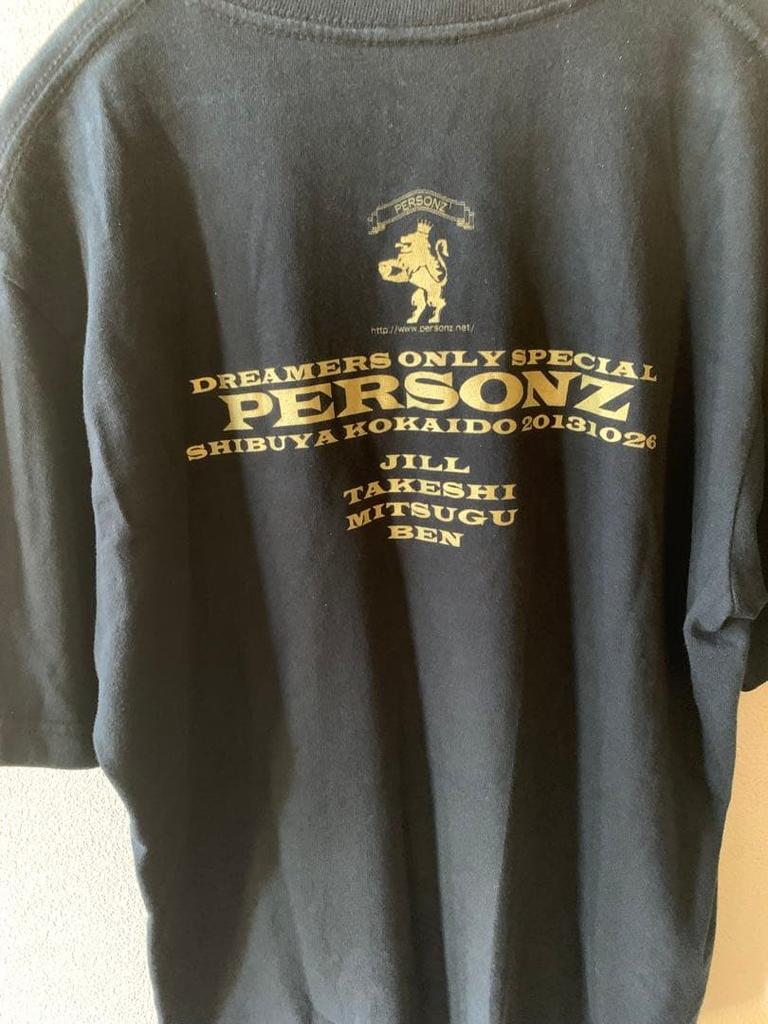 PERSONZ
http://www.personz.net/
DREAMERS ONLY SPECIAL
PERSONZ
SHIBUYA KOKAIDO 20131026
JILL
TAKESHI
MITSUGU
BEN